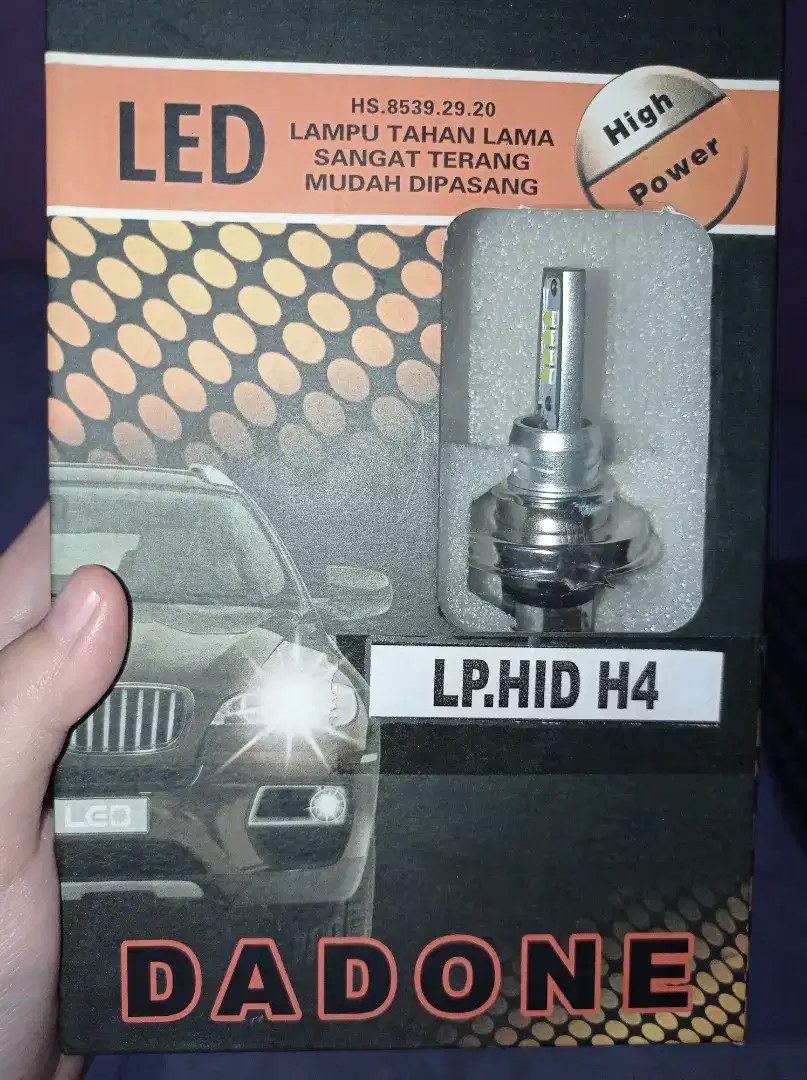 LED
HS.8539.29.20
LAMPU TAHAN LAMA
SANGAT TERANG
MUDAH DIPASANG
High
Power
LP.HID H4
LED
DADONE